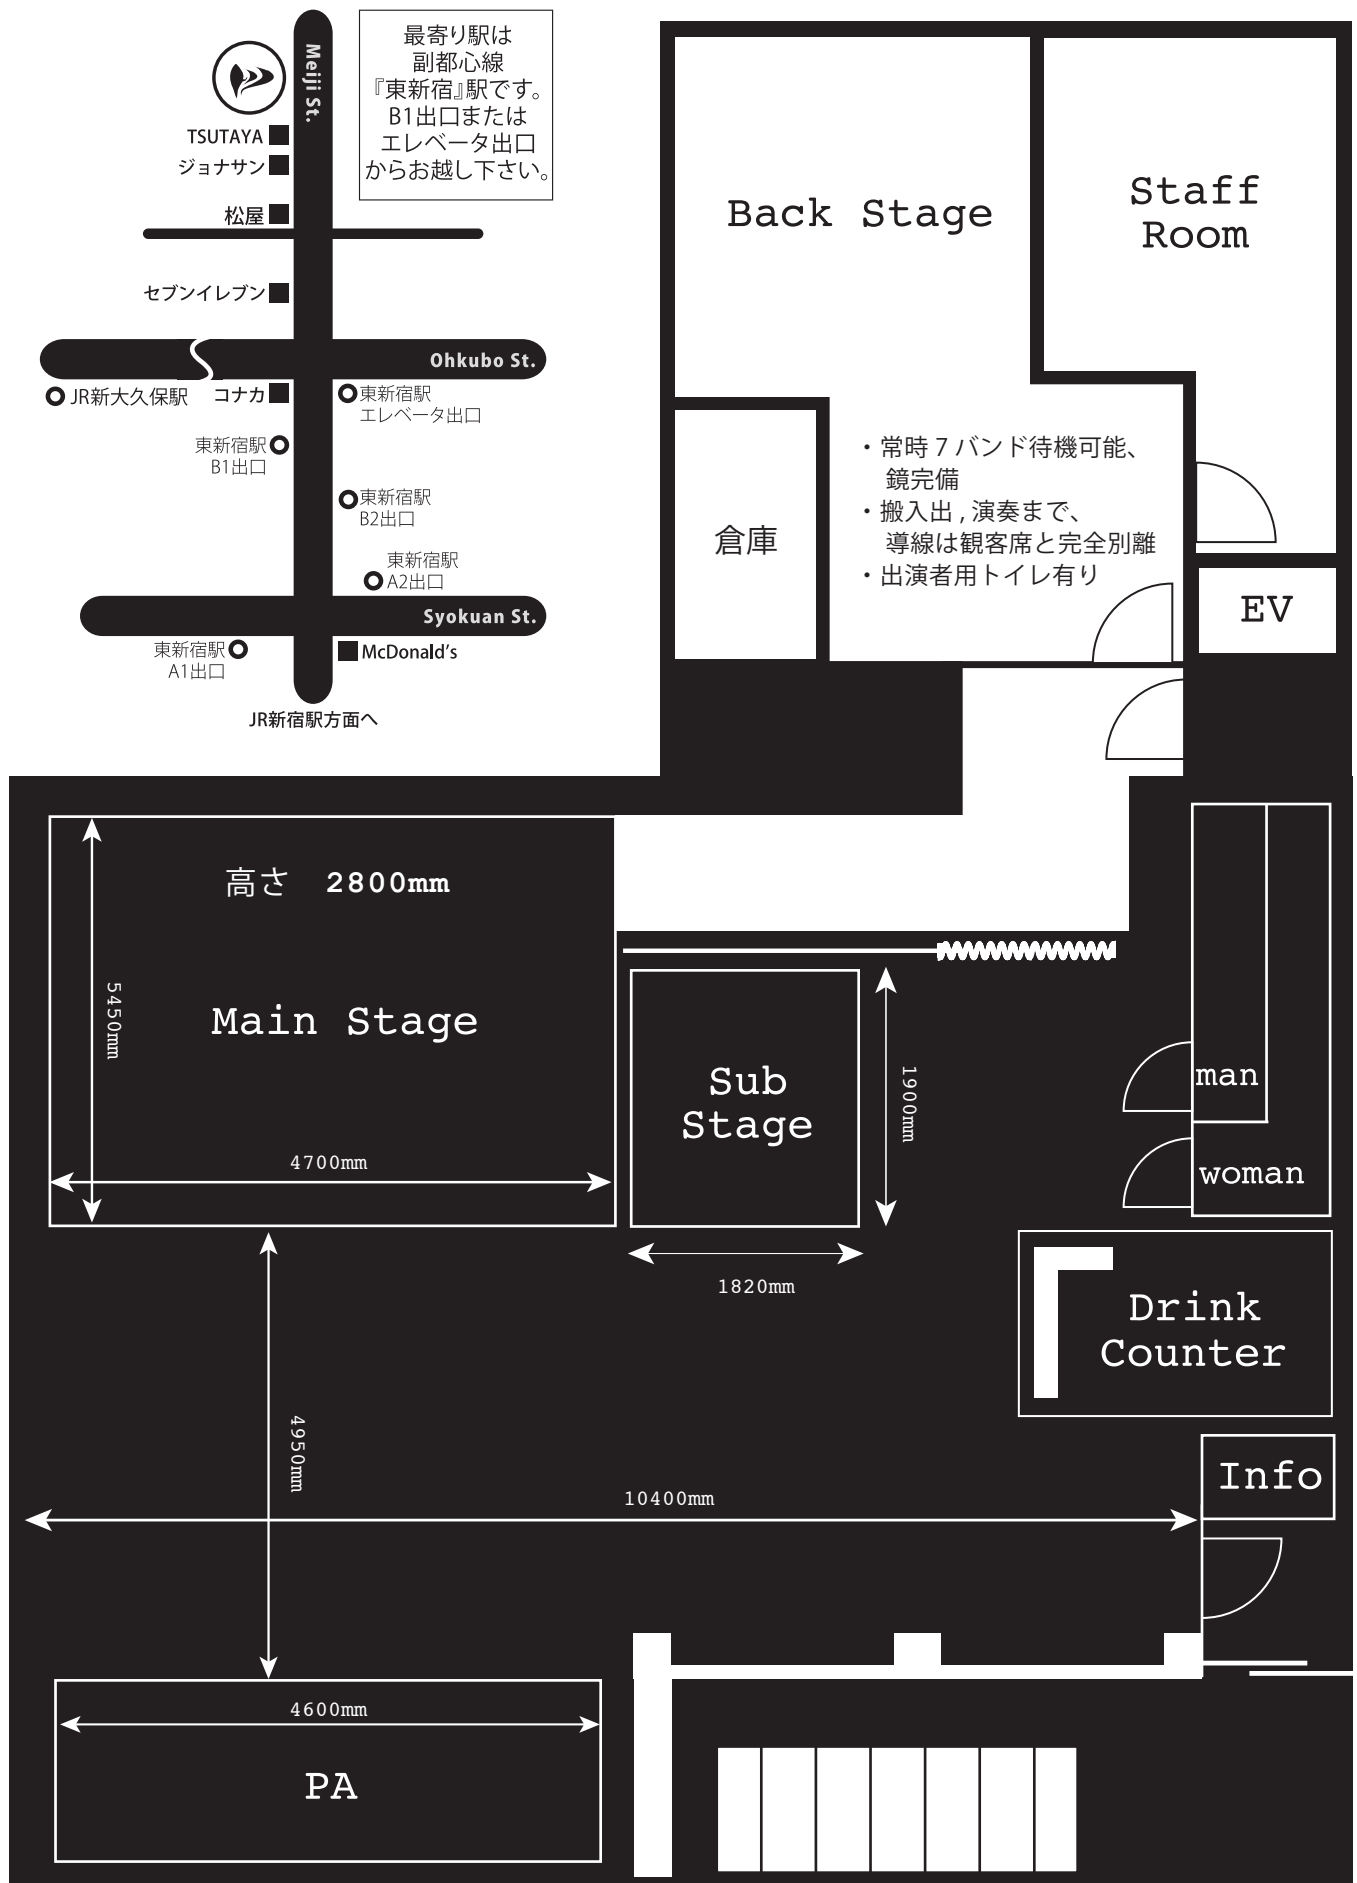 Meiji St.
最寄り駅は
副都心線
『東新宿』駅です。
B1出口または
エレベータ出口
からお越し下さい。
TSUTAYA
ジョナサン
松屋
セブンイレブン
Ohkubo St.
JR新大久保駅
コナカ
東新宿駅
エレベータ出口
東新宿駅
B1出口
東新宿駅
B2出口
東新宿駅
A2出口
Syokuan St.
東新宿駅
A1出口
McDonald's
JR新宿駅方面へ
Back Stage
Staff
Room
・常時 7 バンド待機可能、
鏡完備
・搬入出 , 演奏まで、
導線は観客席と完全別離
・出演者用トイレ有り
倉庫
EV
高さ 2800mm
5450mm
Main Stage
4700mm
Sub
Stage
1900mm
1820mm
man
woman
Drink
Counter
4950mm
Info
10400mm
4600mm
PA